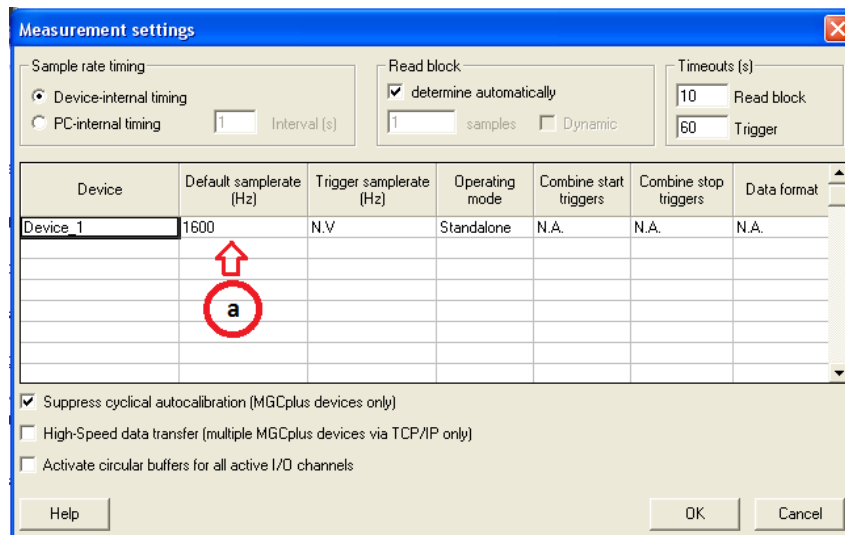 Measurement settings
Sample rate timing
Device-internal timing
PC-internal timing 1 Interval (s)
Read block
determine automatically
1 samples Dynamic
Timeouts (s)
10 Read block
60 Trigger
Device Default samplerate (Hz) Trigger samplerate (Hz) Operating mode Combine start triggers Combine stop triggers Data format
Device_1 1600 N.V Standalone N.A. N.A. N.A.
a
Suppress cyclical autocalibration (MGCplus devices only)
High-Speed data transfer (multiple MGCplus devices via TCP/IP only)
Activate circular buffers for all active I/O channels
Help OK Cancel